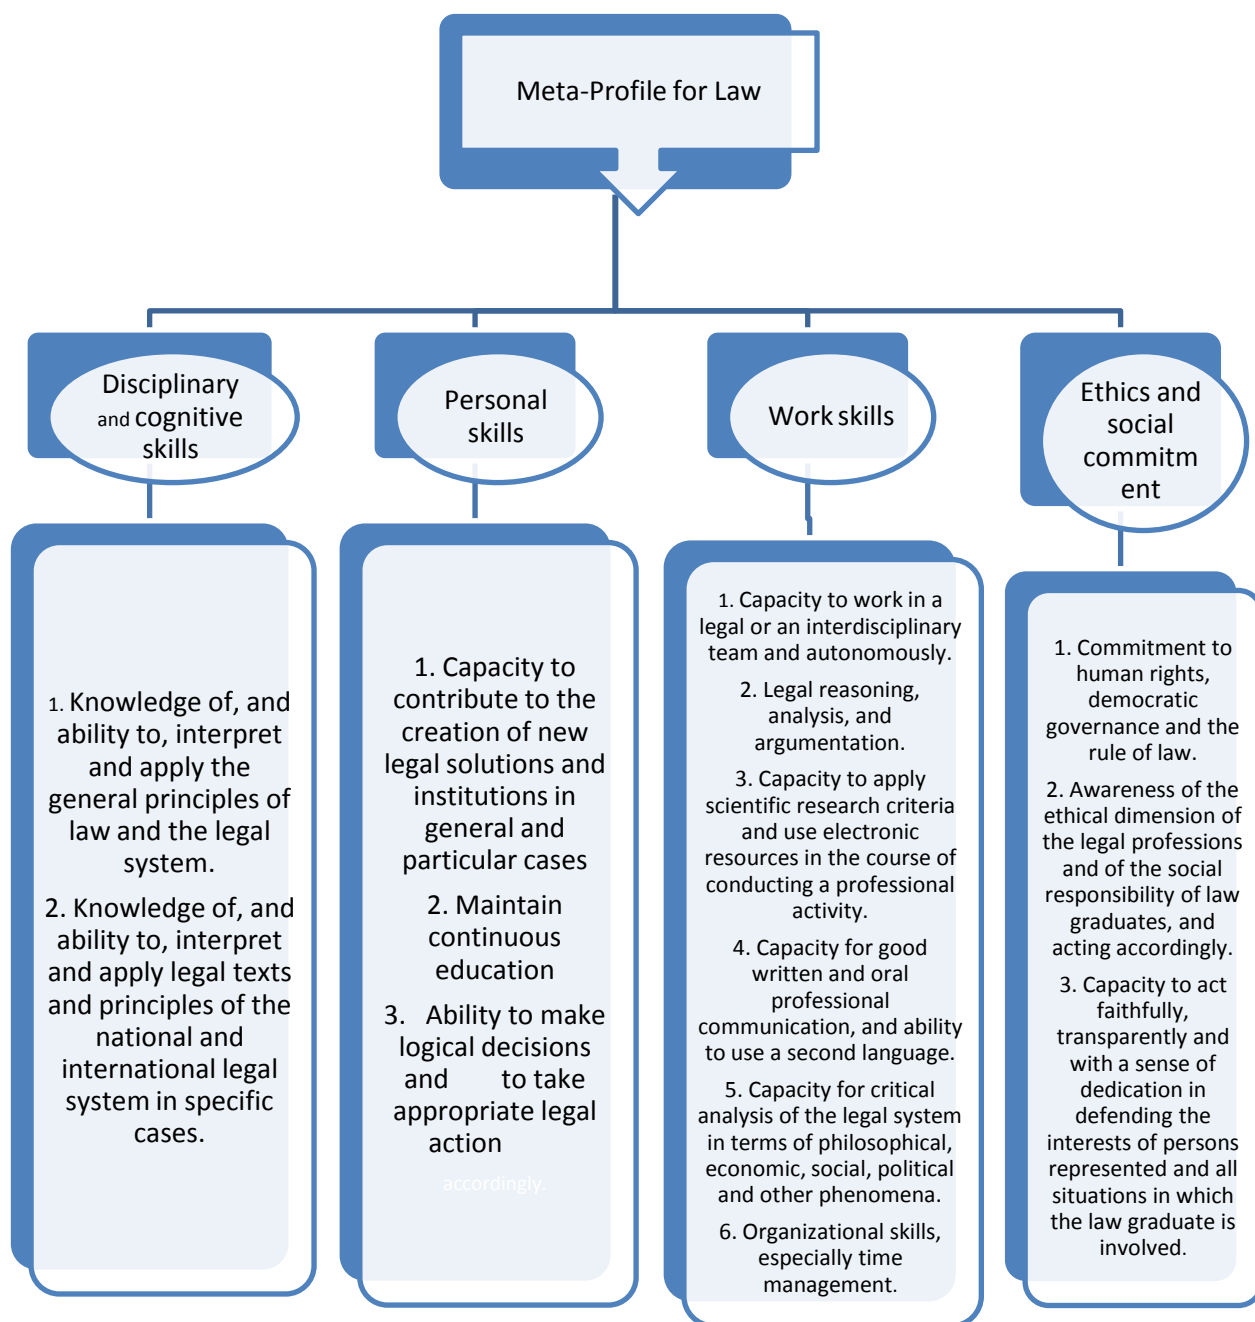 Meta-Profile for Law
Disciplinary
and cognitive
skills
Personal
skills
Work skills
Ethics and
social
commitm
ent
1. Knowledge of, and
ability to, interpret
and apply the
general principles of
law and the legal
system.
2. Knowledge of, and
ability to, interpret
and apply legal texts
and principles of the
national and
international legal
system in specific
cases.
1. Capacity to
contribute to the
creation of new
legal solutions and
institutions in
general and
particular cases
2. Maintain
continuous
education
3. Ability to make
logical decisions
and to take
appropriate legal
action
accordingly.
1. Capacity to work in a
legal or an interdisciplinary
team and autonomously.
2. Legal reasoning,
analysis, and
argumentation.
3. Capacity to apply
scientific research criteria
and use electronic
resources in the course of
conducting a professional
activity.
4. Capacity for good
written and oral
professional
communication, and ability
to use a second language.
5. Capacity for critical
analysis of the legal system
in terms of philosophical,
economic, social, political
and other phenomena.
6. Organizational skills,
especially time
management.
1. Commitment to
human rights,
democratic
governance and the
rule of law.
2. Awareness of the
ethical dimension of
the legal professions
and of the social
responsibility of law
graduates, and
acting accordingly.
3. Capacity to act
faithfully,
transparently and
with a sense of
dedication in
defending the
interests of persons
represented and all
situations in which
the law graduate is
involved.